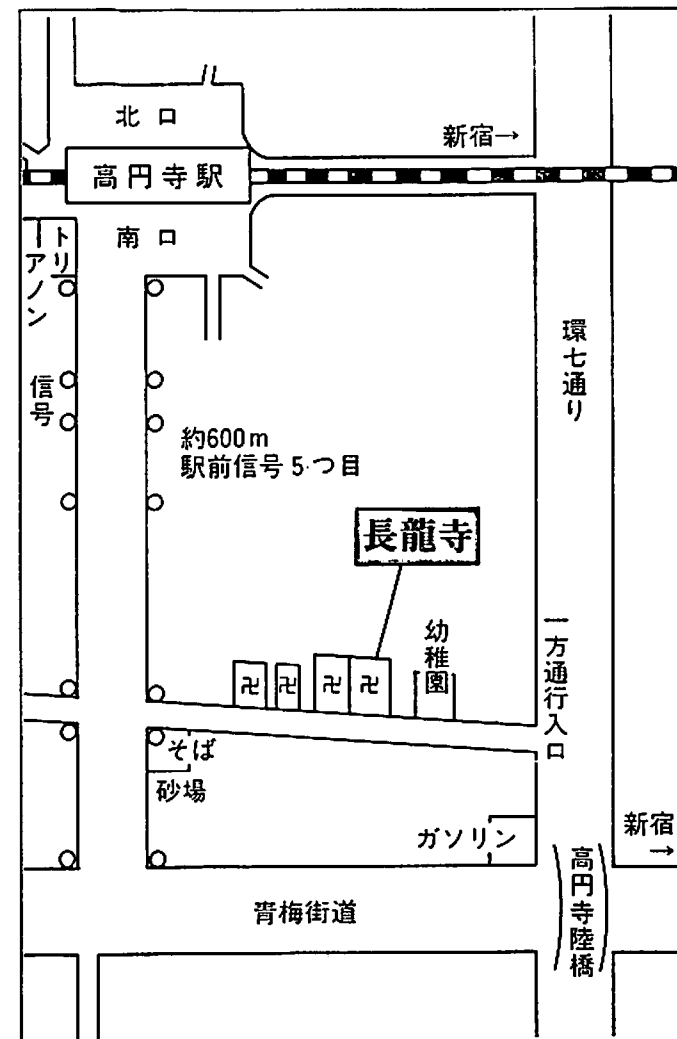 北口
新宿→
高円寺駅
南口
トリアノン
信号
環七通り
約600m
駅前信号5つ目
長龍寺
幼稚園
一方通行入口
卍
卍
卍
卍
そば
砂場
ガソリン
新宿
→
高円寺陸橋
青梅街道